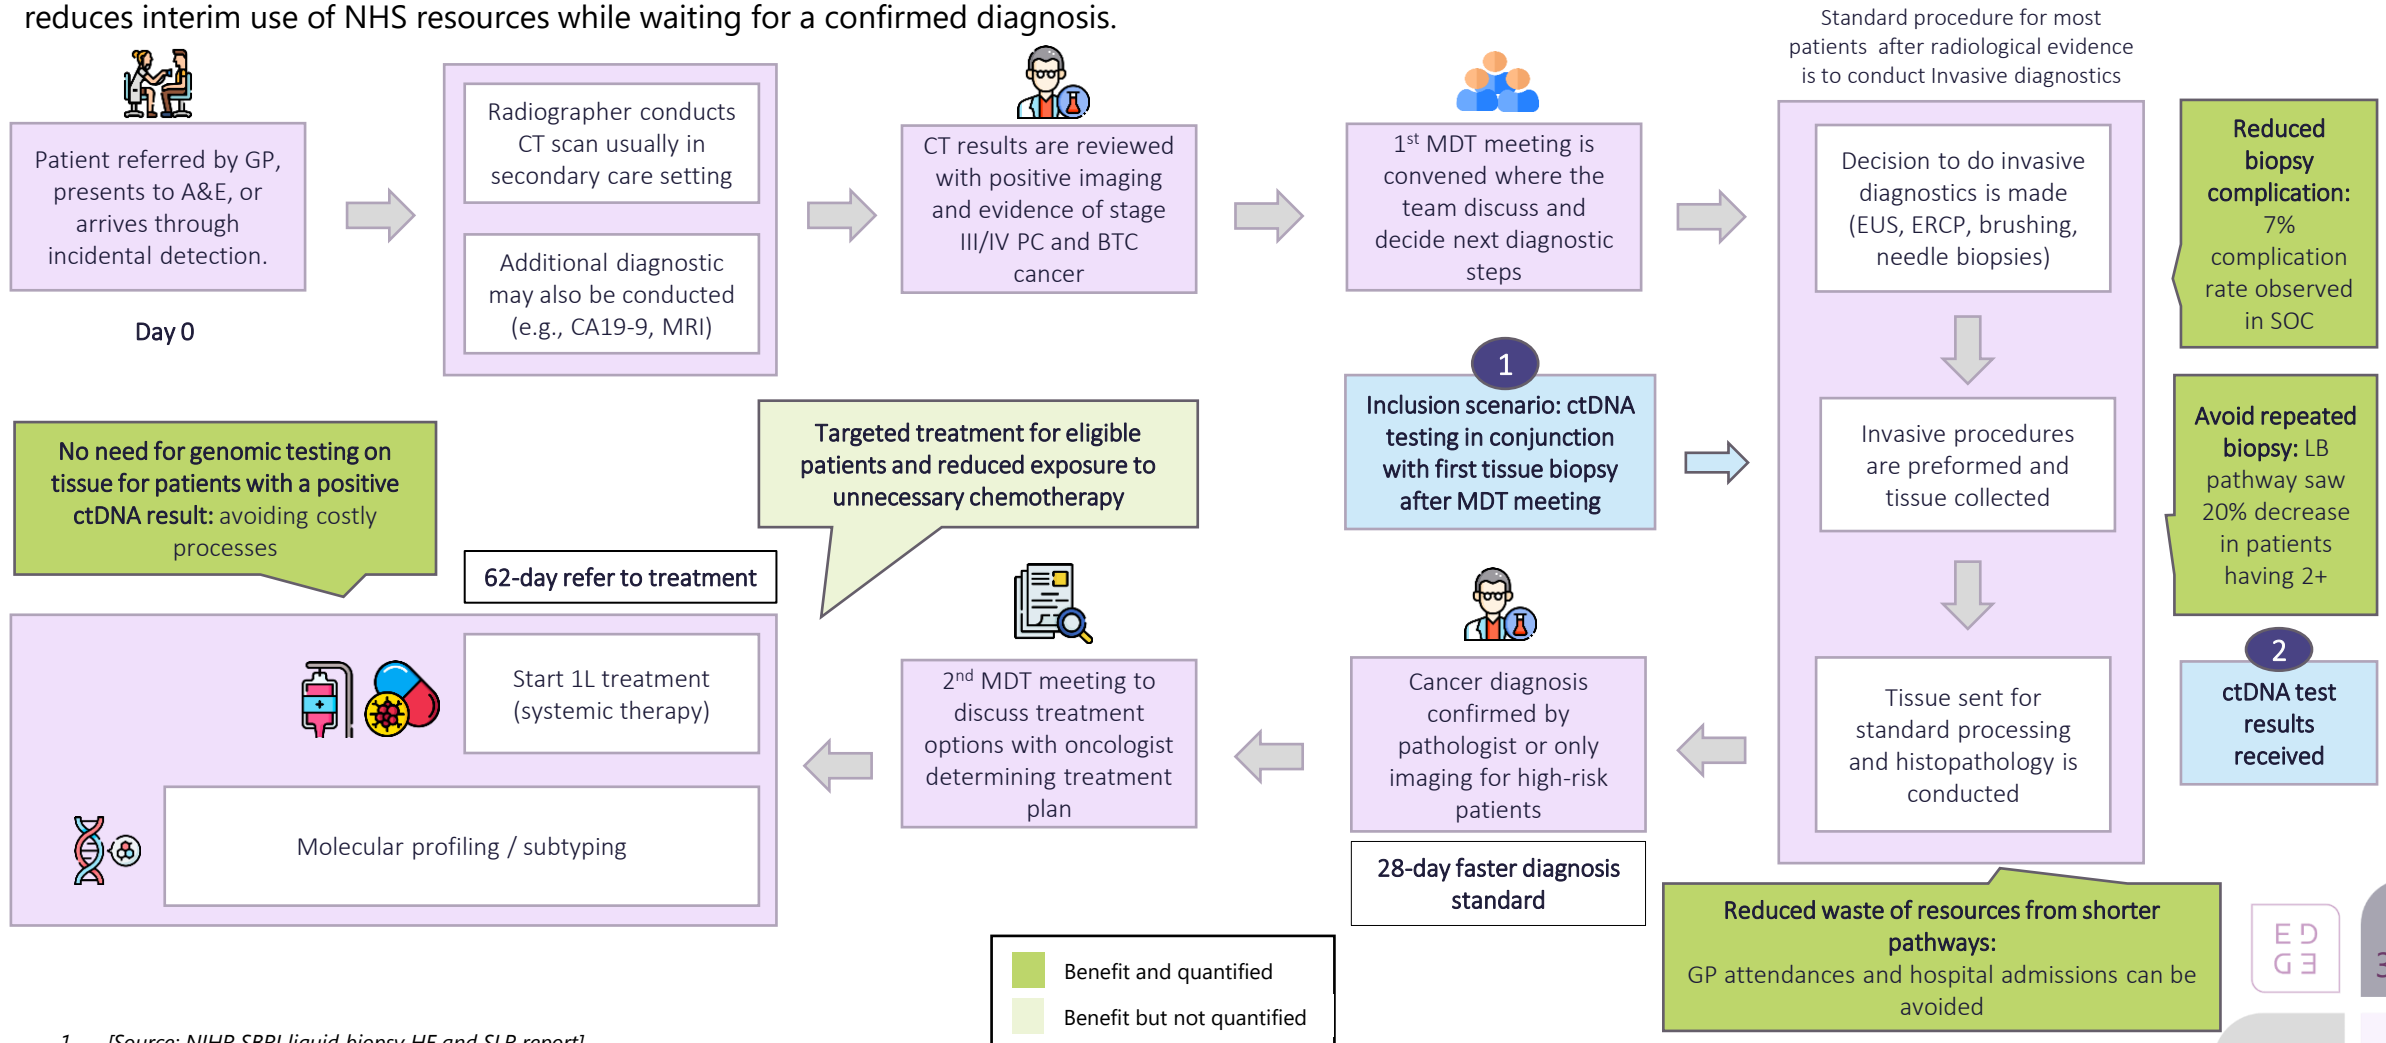 reduces interim use of NHS resources while waiting for a confirmed diagnosis.
Patient referred by GP,
presents to A&E, or
arrives through
incidental detection.
Day 0
Radiographer conducts
CT scan usually in
secondary care setting
Additional diagnostic
may also be conducted
(e.g., CA19-9, MRI)
CT results are reviewed
with positive imaging
and evidence of stage
III/IV PC and BTC
cancer
1st MDT meeting is
convened where the
team discuss and
decide next diagnostic
steps
Standard procedure for most
patients after radiological evidence
is to conduct Invasive diagnostics
Decision to do invasive
diagnostics is made
(EUS, ERCP, brushing,
needle biopsies)
Reduced
biopsy
complication:
7%
complication
rate observed
in SOC
1
Inclusion scenario: ctDNA
testing in conjunction
with first tissue biopsy
after MDT meeting
Invasive procedures
are preformed and
tissue collected
Avoid repeated
biopsy: LB
pathway saw
20% decrease
in patients
having 2+
2
ctDNA test
results
received
Tissue sent for
standard processing
and histopathology is
conducted
Reduced waste of resources from shorter
pathways:
GP attendances and hospital admissions can be
avoided
Cancer diagnosis
confirmed by
pathologist or only
imaging for high-risk
patients
28-day faster diagnosis
standard
2nd MDT meeting to
discuss treatment
options with oncologist
determining treatment
plan
Targeted treatment for eligible
patients and reduced exposure to
unnecessary chemotherapy
62-day refer to treatment
No need for genomic testing on
tissue for patients with a positive
ctDNA result: avoiding costly
processes
Start 1L treatment
(systemic therapy)
Molecular profiling / subtyping
Benefit and quantified
Benefit but not quantified
ED
GE
1. [Source: NIHR SBRI liquid biopsy HE and SLR report]